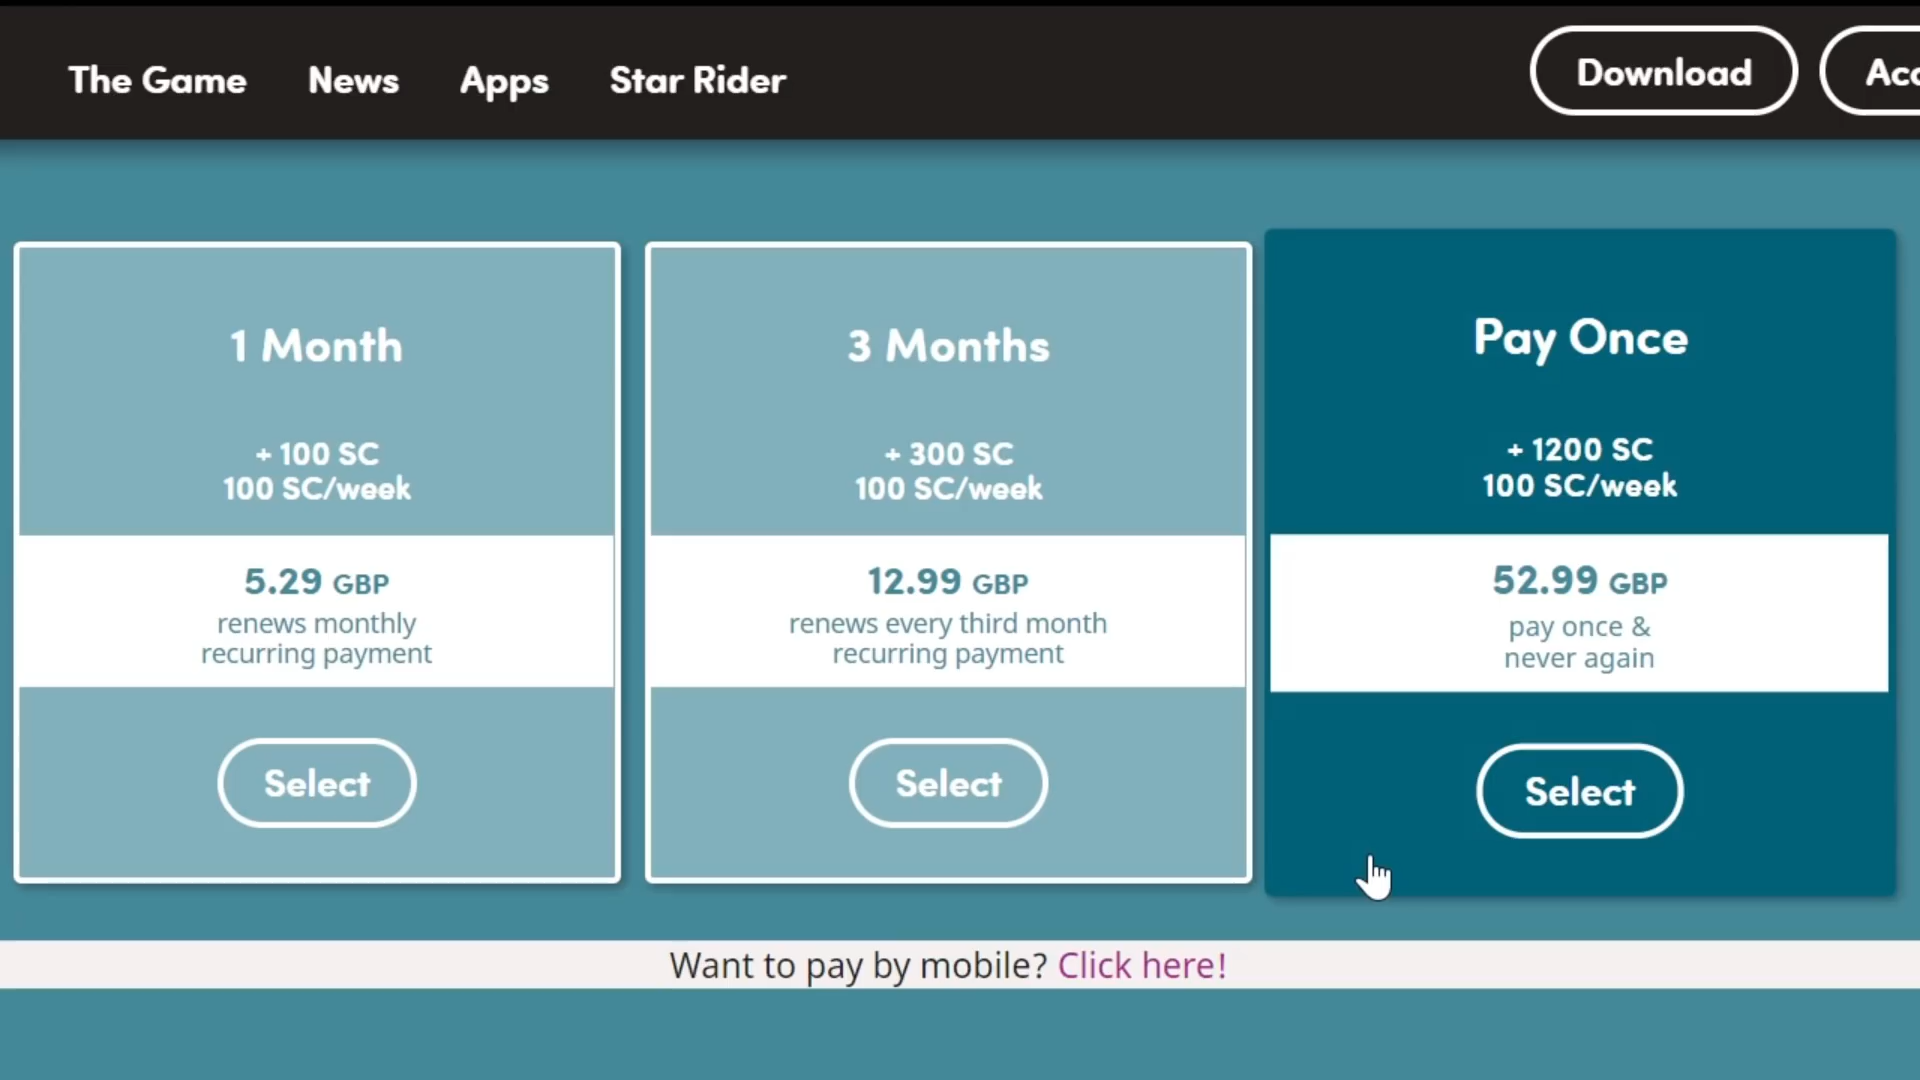 The Game
News
Apps
Star Rider
Download
1 Month
+ 100 SC
100 SC/week
5.29 GBP
renews monthly
recurring payment
Select
3 Months
+ 300 SC
100 SC/week
12.99 GBP
renews every third month
recurring payment
Select
Pay Once
+ 1200 SC
100 SC/week
52.99 GBP
pay once &
never again
Select
Want to pay by mobile? Click here!